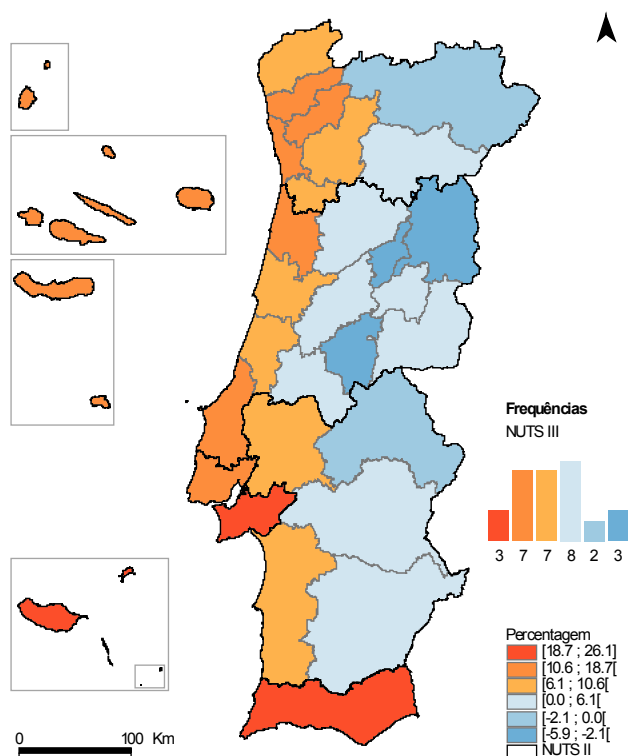 Frequências
NUTS III
3 7 7 8 2 3
Percentagem
[18.7 ; 26.1]
[10.6 ; 18.7[
[6.1 ; 10.6[
[0.0 ; 6.1[
[-2.1 ; 0.0[
[-5.9 ; -2.1[
NUTS II
0 100 Km